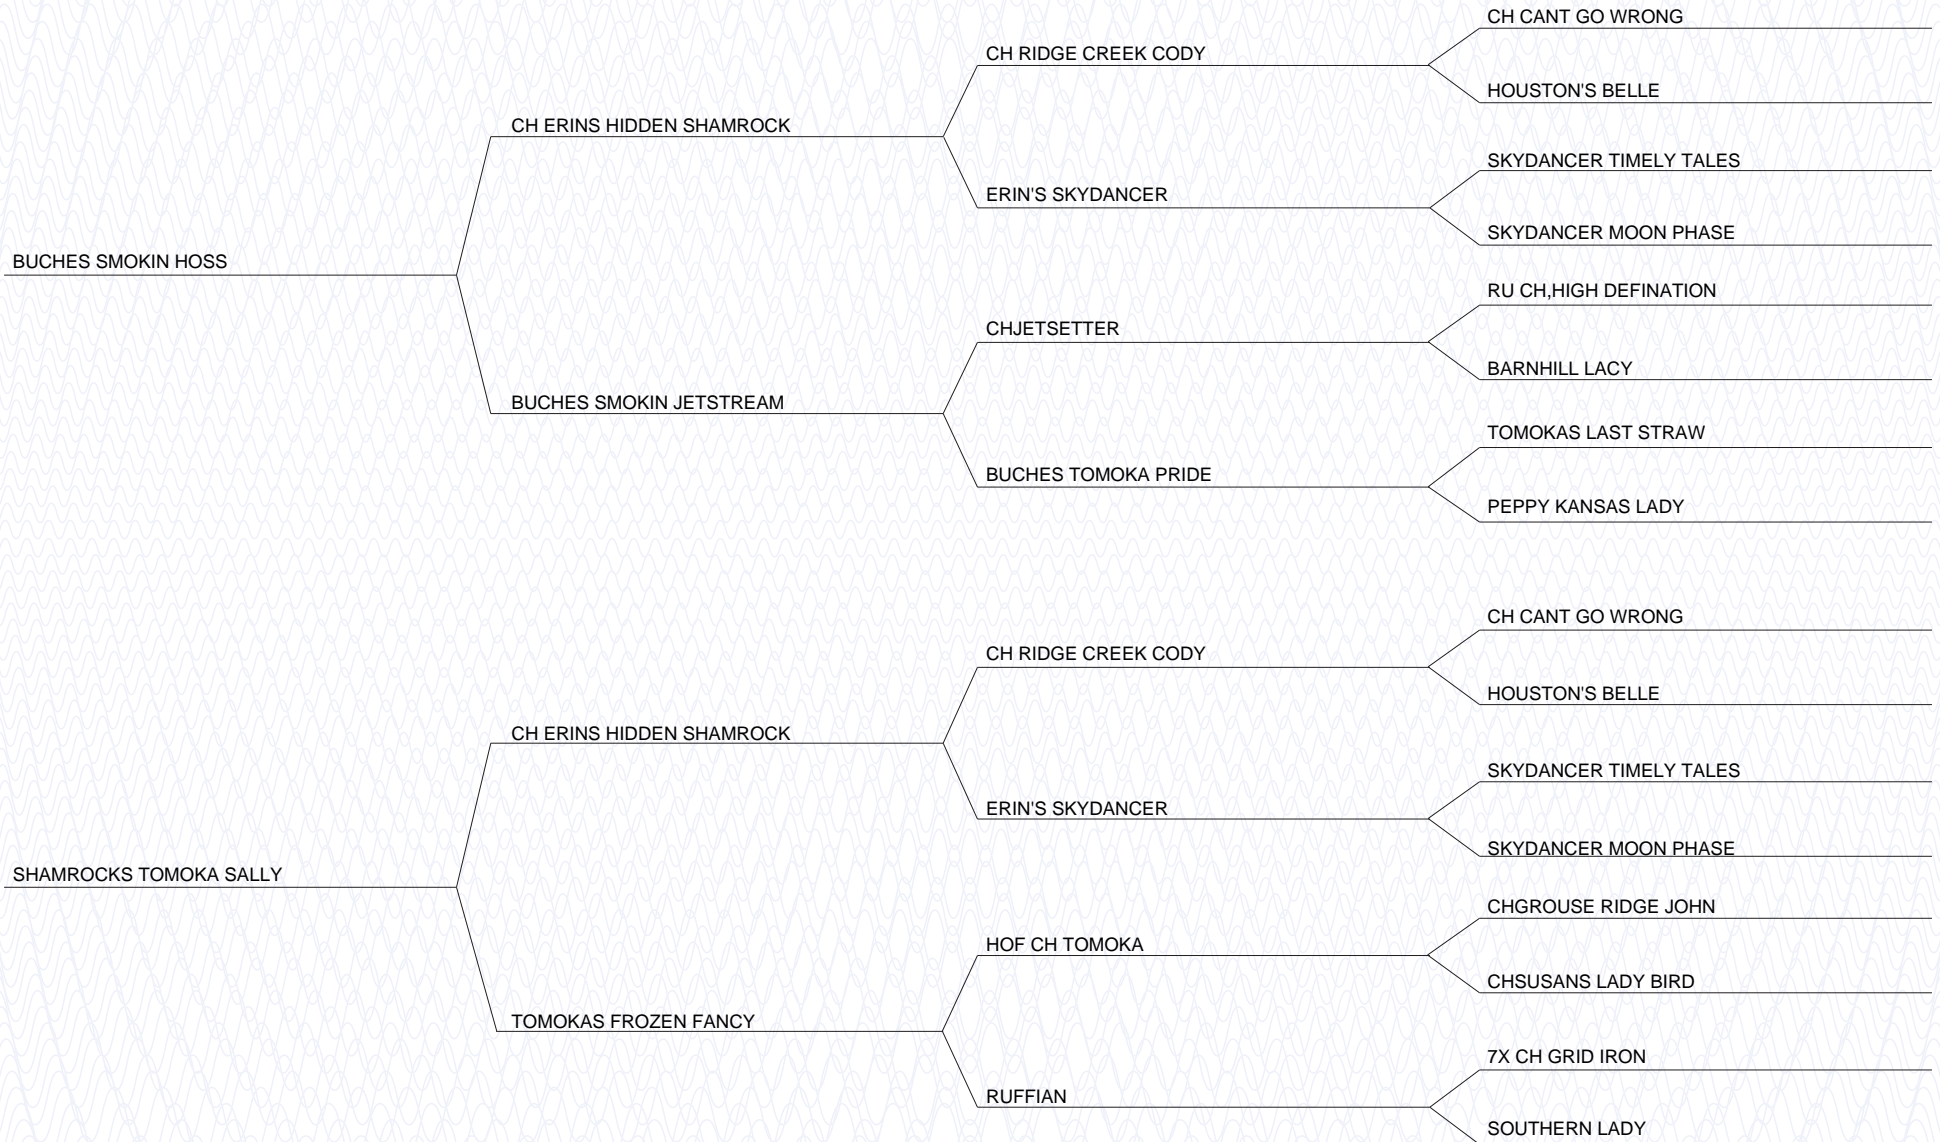 CH CANT GO WRONG
CH RIDGE CREEK CODY
HOUSTON'S BELLE
CH ERINS HIDDEN SHAMROCK
SKYDANCER TIMELY TALES
ERIN'S SKYDANCER
SKYDANCER MOON PHASE
BUCHES SMOKIN HOSS
RU CH,HIGH DEFINATION
CHJETSETTER
BARNHILL LACY
BUCHES SMOKIN JETSTREAM
TOMOKAS LAST STRAW
BUCHES TOMOKA PRIDE
PEPPY KANSAS LADY
CH CANT GO WRONG
CH RIDGE CREEK CODY
HOUSTON'S BELLE
CH ERINS HIDDEN SHAMROCK
SKYDANCER TIMELY TALES
ERIN'S SKYDANCER
SKYDANCER MOON PHASE
SHAMROCKS TOMOKA SALLY
CHGROUSE RIDGE JOHN
HOF CH TOMOKA
CHSUSANS LADY BIRD
TOMOKAS FROZEN FANCY
7X CH GRID IRON
RUFFIAN
SOUTHERN LADY